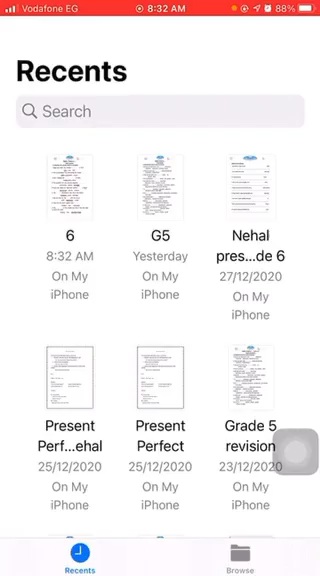 Vodafone EG 8:32 AM 88%
Recents
Search
6
8:32 AM
On My
iPhone
G5
Yesterday
On My
iPhone
Nehal
pres...de 6
27/12/2020
On My
iPhone
Present
Perf...ehal
25/12/2020
On My
iPhone
Present
Perfect
25/12/2020
On My
iPhone
Grade 5
revision
23/12/2020
On My
iPhone
Recents
Browse